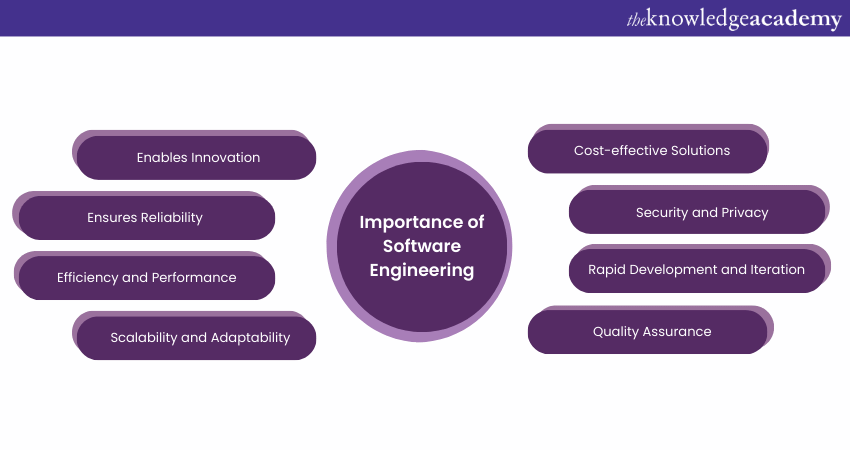 theknowledgeacademy
Enables Innovation
Ensures Reliability
Efficiency and Performance
Scalability and Adaptability
Importance of
Software
Engineering
Cost-effective Solutions
Security and Privacy
Rapid Development and Iteration
Quality Assurance